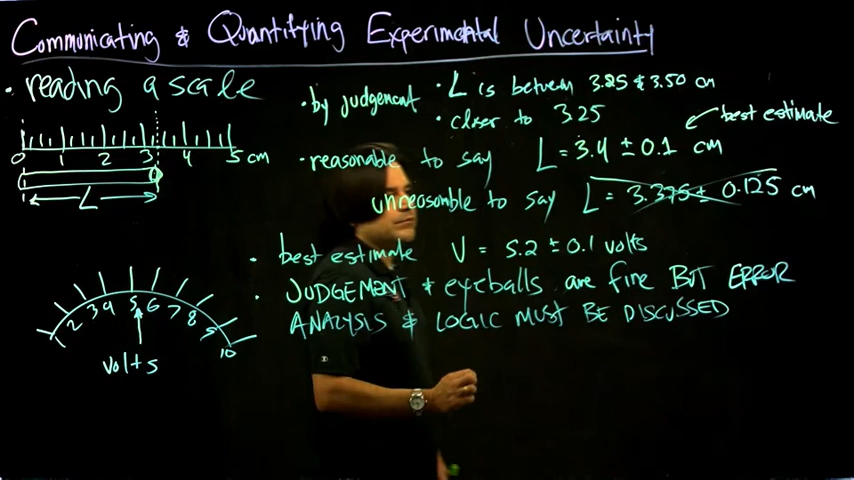 Communicating & Quantifying Experimental Uncertainty
• reading a scale
0 1 2 3 4 5 cm
L
• by judgement
• L is between 3.25 & 3.50 cm
• closer to 3.25
best estimate
• reasonable to say L = 3.4 ± 0.1 cm
unreasonble to say L = 3.375 ± 0.125 cm
• best estimate V = 5.2 ± 0.1 volts
• JUDGEMENT & eyeballs are fine BUT ERROR
ANALYSIS & LOGIC MUST BE DISCUSSED
2 3 4 5 6 7 8 9 10
volts